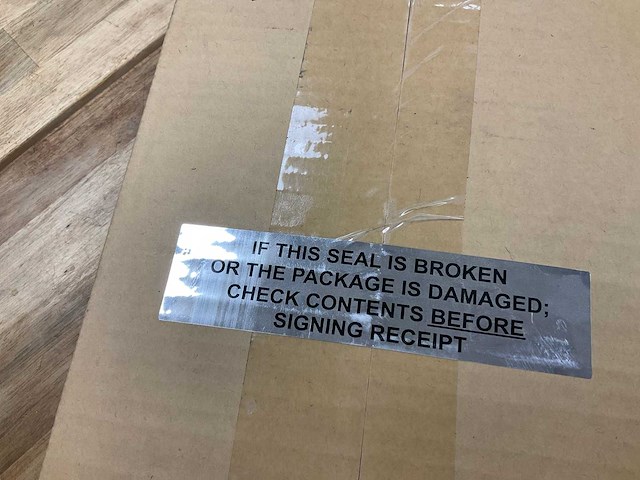 IF THIS SEAL IS BROKEN
OR THE PACKAGE IS DAMAGED;
CHECK CONTENTS BEFORE
SIGNING RECEIPT